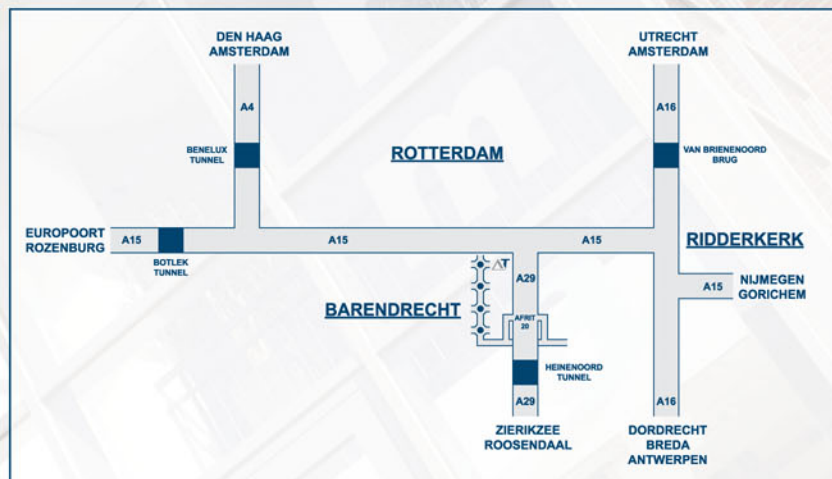 DEN HAAG
AMSTERDAM
UTRECHT
AMSTERDAM
A4
A16
BENELUX
TUNNEL
ROTTERDAM
VAN BRIENENOORD
BRUG
EUROPOORT
ROZENBURG
A15
A15
A15
RIDDERKERK
BOTLEK
TUNNEL
AT
A29
A15
NIJMEGEN
GORICHEM
BARENDRECHT
AFRIT
20
HEINENOORD
TUNNEL
A29
A16
ZIERIKZEE
ROOSENDAAL
DORDRECHT
BREDA
ANTWERPEN